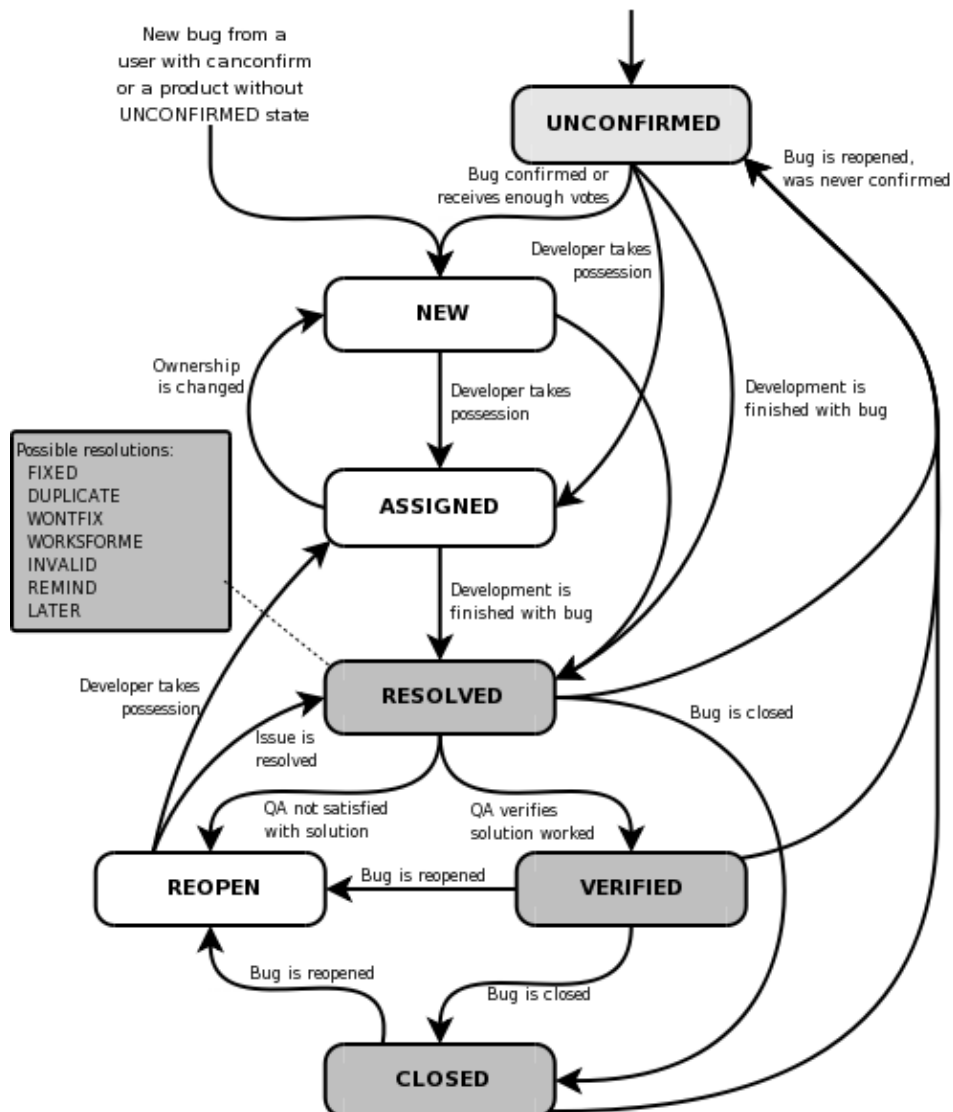 New bug from a
user with canconfirm
or a product without
UNCONFIRMED state
UNCONFIRMED
Bug confirmed or
receives enough votes
Bug is reopened,
was never confirmed
Developer takes
possession
NEW
Ownership
is changed
Developer takes
possession
Development is
finished with bug
Possible resolutions:
FIXED
DUPLICATE
WONTFIX
WORKSFORME
INVALID
REMIND
LATER
ASSIGNED
Development is
finished with bug
RESOLVED
Developer takes
possession
Issue is
resolved
Bug is closed
QA not satisfied
with solution
QA verifies
solution worked
REOPEN
Bug is reopened
VERIFIED
Bug is reopened
Bug is closed
CLOSED